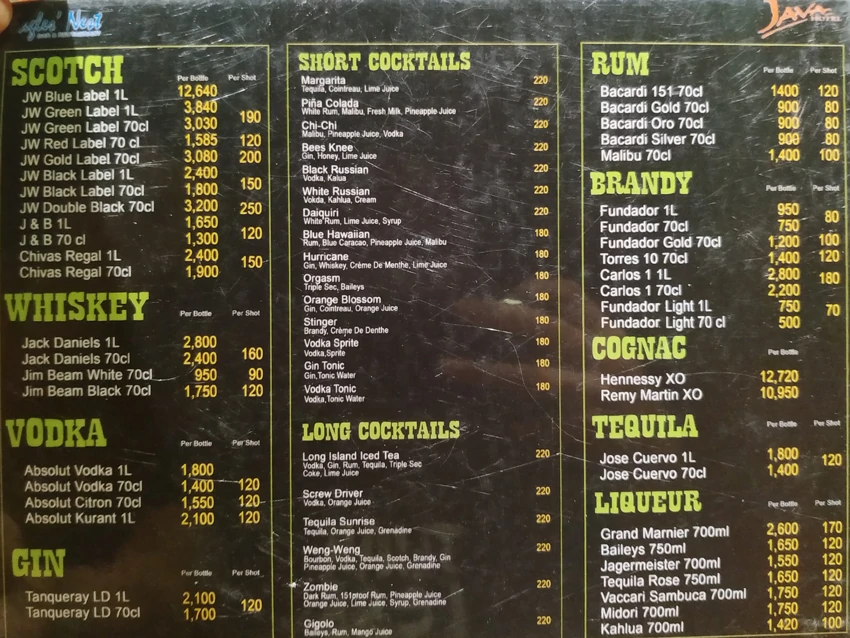 Nest
JAVA
HOTEL
SCOTCH Per Bottle Per Shot
JW Blue Label 1L 12,640
JW Green Label 1L 3,840
190
JW Green Label 70cl 3,030
JW Red Label 70 cl 1,585 120
JW Gold Label 70cl 3,080 200
JW Black Label 1L 2,400
150
JW Black Label 70cl 1,800
JW Double Black 70cl 3,200 250
J & B 1L 1,650
120
J & B 70 cl 1,300
Chivas Regal 1L 2,400
150
Chivas Regal 70cl 1,900
WHISKEY Per Bottle Per Shot
Jack Daniels 1L 2,800
160
Jack Daniels 70cl 2,400
Jim Beam White 70cl 950 90
Jim Beam Black 70cl 1,750 120
VODKA Per Bottle Per Shot
Absolut Vodka 1L 1,800
Absolut Vodka 70cl 1,400 120
Absolut Citron 70cl 1,550 120
Absolut Kurant 1L 2,100 120
GIN Per Bottle Per Shot
Tanqueray LD 1L 2,100
120
Tanqueray LD 70cl 1,700
SHORT COCKTAILS
Margarita 220
Tequila, Cointreau, Lime Juice
Piña Colada 220
White Rum, Malibu, Fresh Milk, Pineapple Juice
Chi-Chi 220
Malibu, Pineapple Juice, Vodka
Bees Knee 220
Gin, Honey, Lime Juice
Black Russian 220
Vodka, Kalua
White Russian 220
Vokda, Kahlua, Cream
Daiquiri 220
White Rum, Lime Juice, Syrup
Blue Hawaiian 180
Rum, Blue Caracao, Pineapple Juice, Malibu
Hurricane 180
Gin, Whiskey, Créme De Menthe, Lime Juice
Orgasm 180
Triple Sec, Baileys
Orange Blossom 180
Gin, Cointreau, Orange Juice
Stinger 180
Brandy, Crème De Denthe
Vodka Sprite 180
Vodka,Sprite
Gin Tonic 180
Gin,Tonic Water
Vodka Tonic 180
Vodka,Tonic Water
LONG COCKTAILS
Long Island Iced Tea 220
Vodka, Gin, Rum, Tequila, Triple Sec
Coke, Lime Juice
Screw Driver 220
Vodka, Orange Juice
Tequila Sunrise 220
Tequila, Orange Juice, Grenadine
Weng-Weng 220
Bourbon, Vodka, Tequila, Scotch, Brandy, Gin
Pineapple Juice, Orange Juice, Grenadine
Zombie 220
Dark Rum, 151proof Rum, Pineapple Juice
Orange Juice, Lime Juice, Syrup, Grenadine
Gigolo 220
Baileys, Rum, Mango Juice
RUM Per Bottle Per Shot
Bacardi 151 70cl 1400 120
Bacardi Gold 70cl 900 80
Bacardi Oro 70cl 900 80
Bacardi Silver 70cl 900 80
Malibu 70cl 1,400 100
BRANDY Per Bottle Per Shot
Fundador 1L 950
80
Fundador 70cl 750
Fundador Gold 70cl 1,200 100
Torres 10 70cl 1,400 120
Carlos 1 1L 2,800
180
Carlos 1 70cl 2,200
Fundador Light 1L 750
70
Fundador Light 70 cl 500
COGNAC Per Bottle
Hennessy XO 12,720
Remy Martin XO 10,950
TEQUILA Per Bottle Per Shot
Jose Cuervo 1L 1,800
120
Jose Cuervo 70cl 1,400
LIQUEUR Per Bottle Per Shot
Grand Marnier 700ml 2,600 170
Baileys 750ml 1,650 120
Jagermeister 700ml 1,550 120
Tequila Rose 750ml 1,650 120
Vaccari Sambuca 700ml 1,750 120
Midori 700ml 1,750 120
Kahlua 700ml 1,420 100